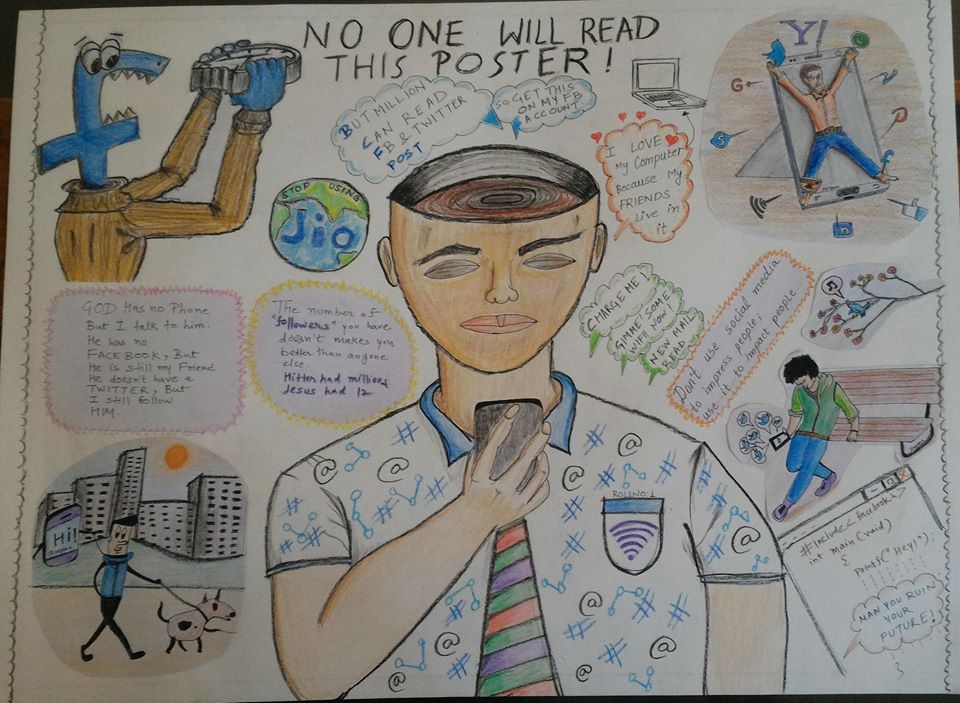 NO ONE WILL READ
THIS POSTER!
BUT MILLION
CAN READ
FB & TWITTER
POST
SO GET THIS
ON MY FB
ACCOUNT
I LOVE
My Computer
Because My
FRIENDS
Live in
it
Y!
G
S
f
n
STOP USING
Jio
GOD Has no Phone
But I talk to him.
He has no
FACEBOOK, But
He is still my Friend
He doesn't have a
TWITTER, But
I still follow
HIM
The number of
"followers" you have
doesn't makes you
better than anyone
else
Hitler had millions
Jesus had 12
CHARGE ME!
GIMME SOME
WIFI NOW!
NEW MAIL
READ!
Don't use social media
to impress people;
use it to impact people
Hi!
ROLLNO:1
#include<facebook.h>
int main(void)
{
printf("Hey!");
MAN YOU RUIN
YOUR
FUTURE!
}